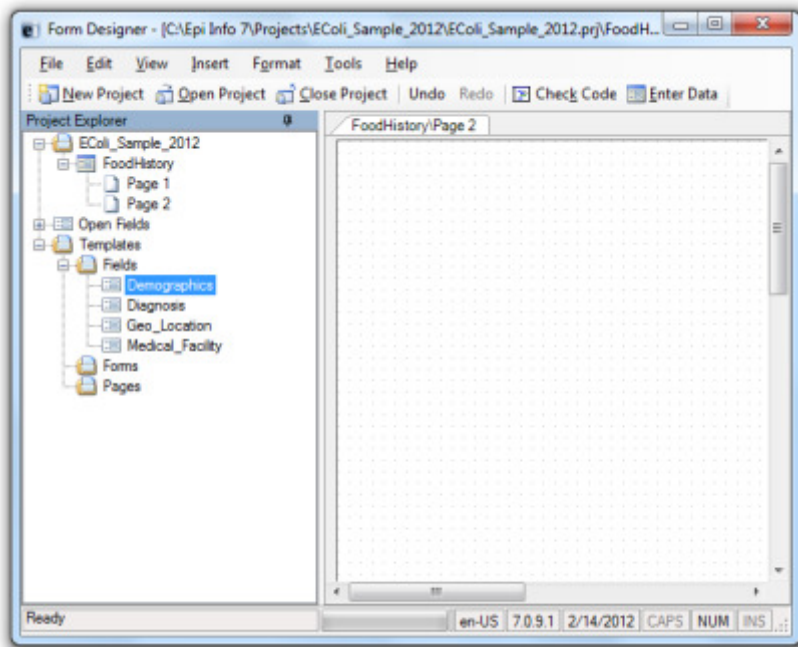 Form Designer - [C:\Epi Info 7\Projects\EColi_Sample_2012\EColi_Sample_2012.prj\FoodH...
File Edit View Insert Format Tools Help
New Project Open Project Close Project Undo Redo Check Code Enter Data
Project Explorer
FoodHistory\Page 2
EColi_Sample_2012
FoodHistory
Page 1
Page 2
Open Fields
Templates
Fields
Demographics
Diagnosis
Geo_Location
Medical_Facility
Forms
Pages
Ready en-US 7.0.9.1 2/14/2012 CAPS NUM INS